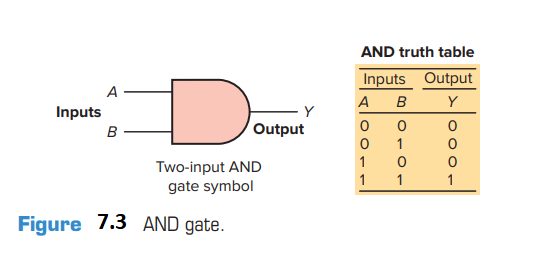 AND truth table
Inputs Output
A B Y
0 0 0
0 1 0
1 0 0
1 1 1
A
Inputs
B
Y
Output
Two-input AND
gate symbol
Figure 7.3 AND gate.